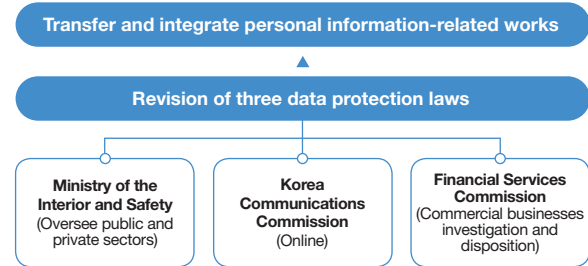 Transfer and integrate personal information-related works
Revision of three data protection laws
Ministry of the
Interior and Safety
(Oversee public and
private sectors)
Korea
Communications
Commission
(Online)
Financial Services
Commission
(Commercial businesses
investigation and
disposition)